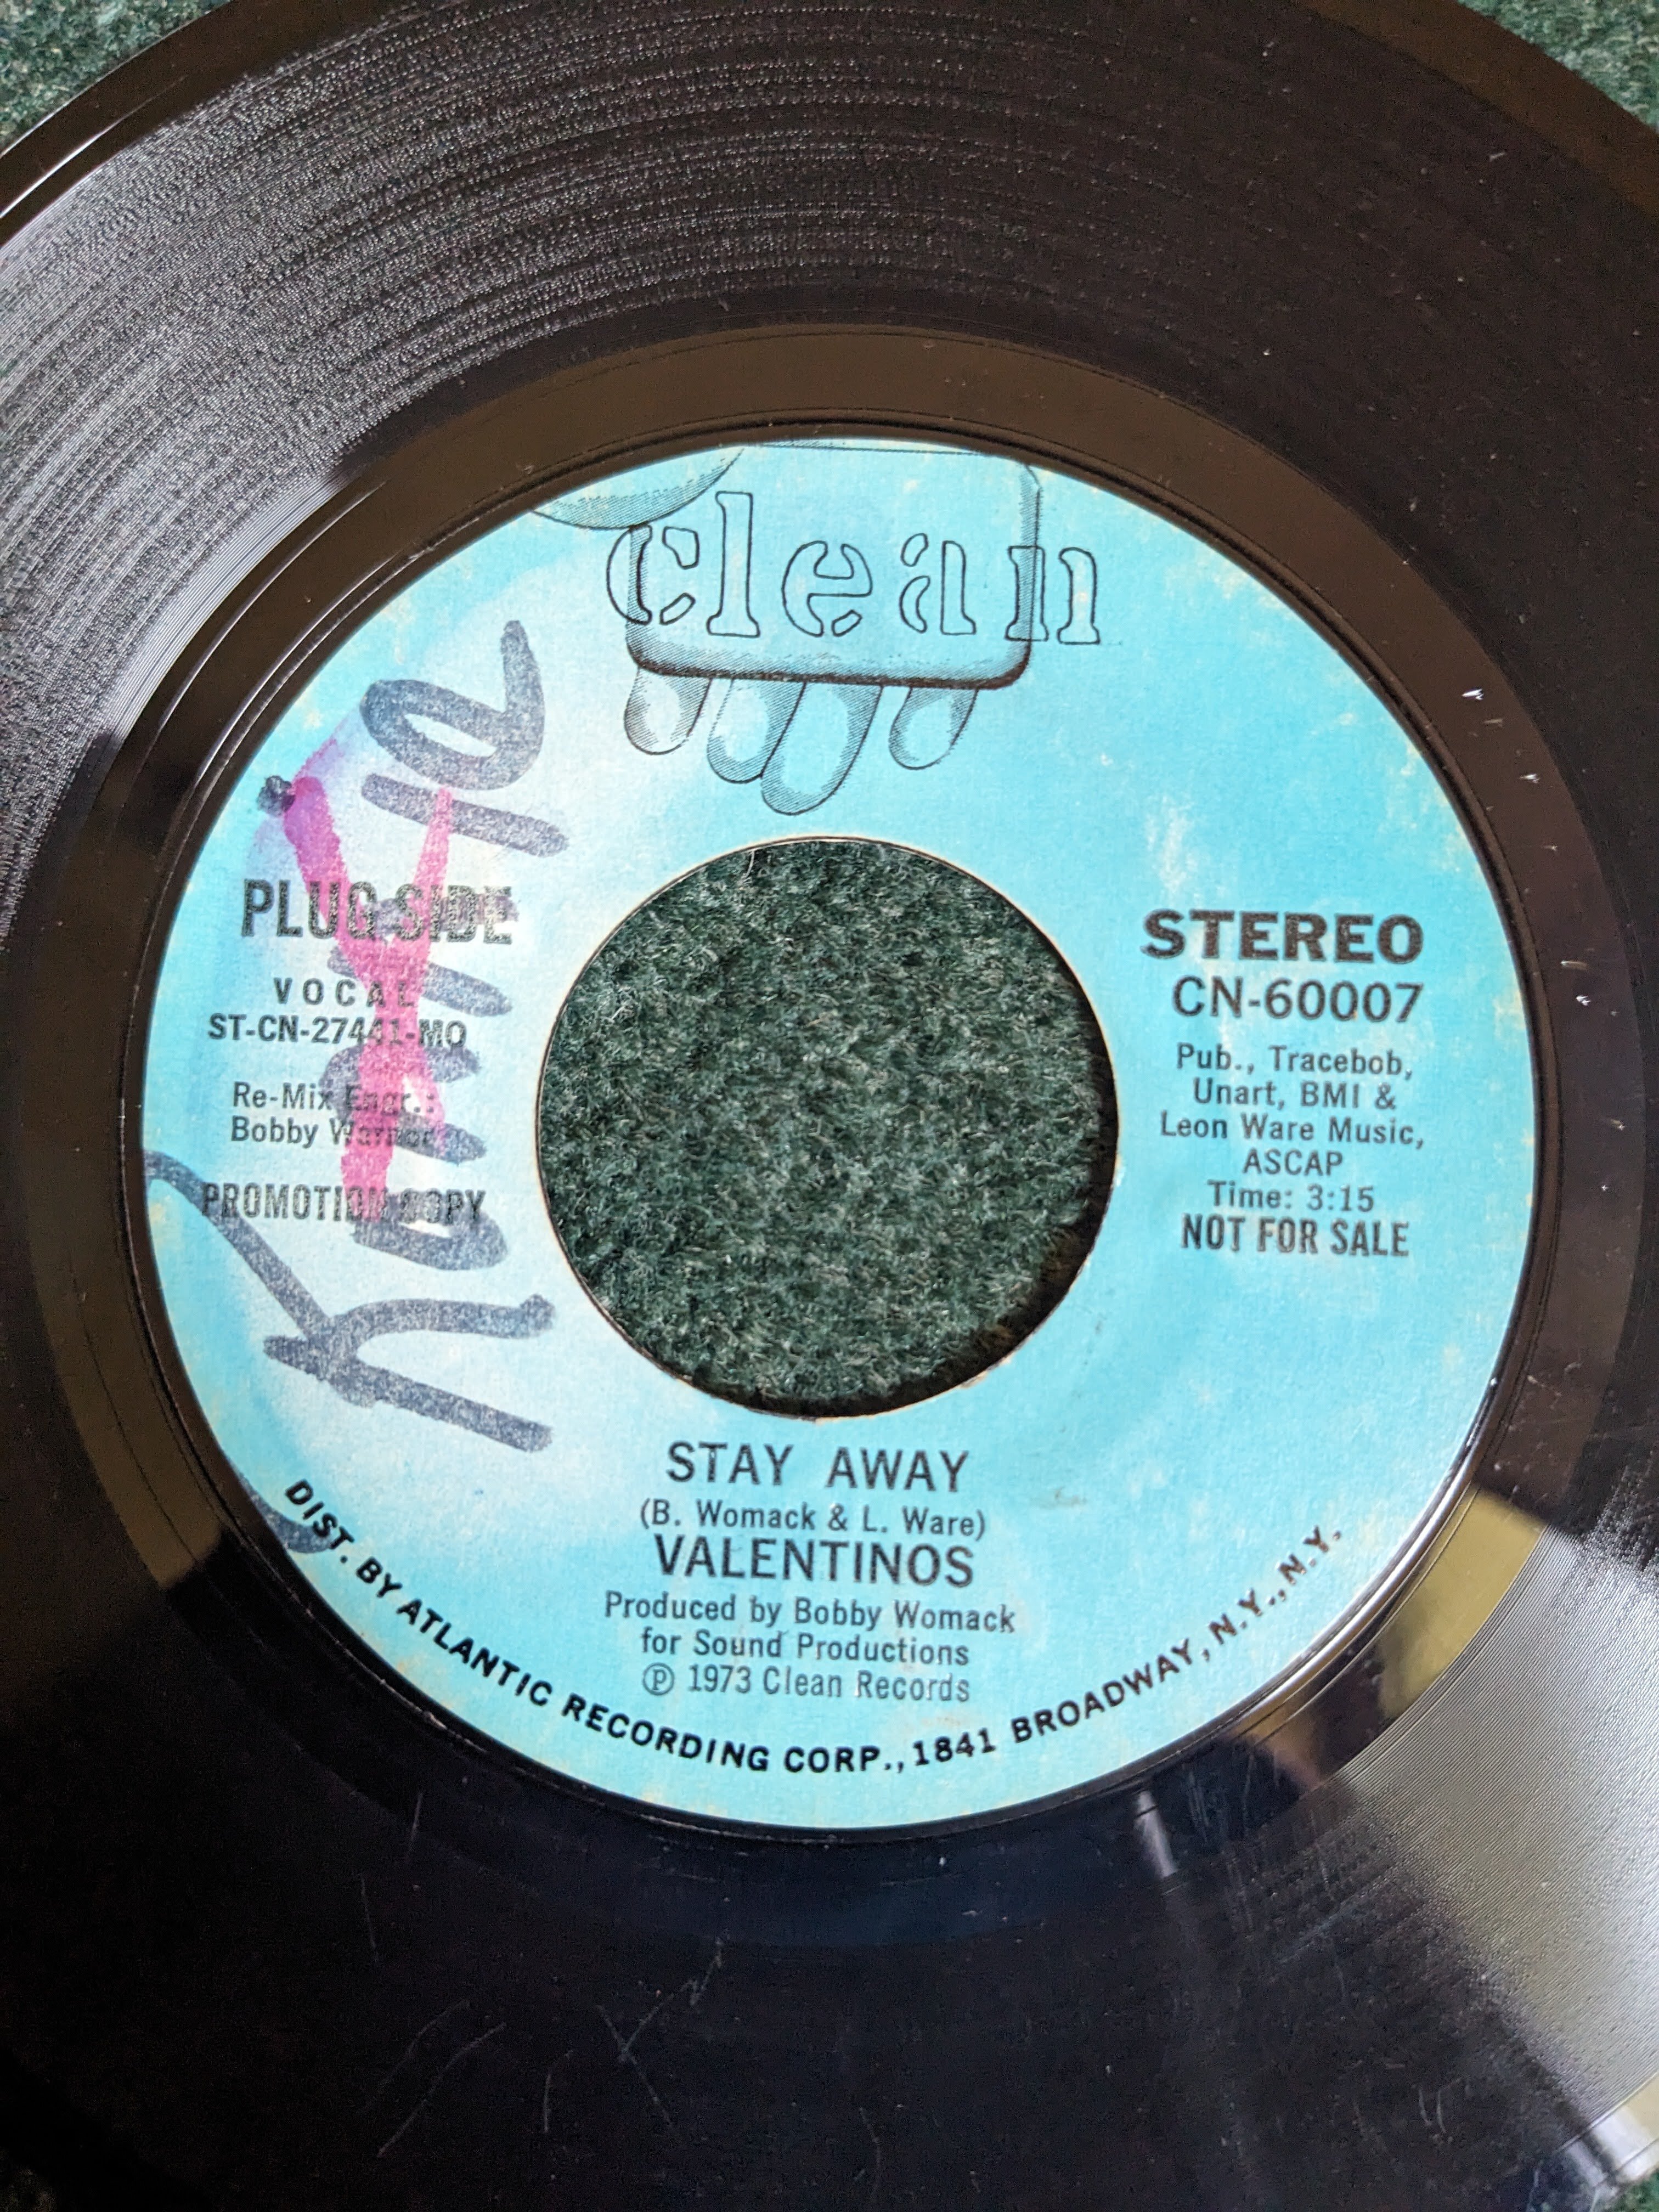 clean
PLUG SIDE
VOCAL
ST-CN-27441-MO
Re-Mix Engr.:
Bobby Warner
PROMOTION COPY
STEREO
CN-60007
Pub., Tracebob,
Unart, BMI &
Leon Ware Music,
ASCAP
Time: 3:15
NOT FOR SALE
STAY AWAY
(B. Womack & L. Ware)
VALENTINOS
Produced by Bobby Womack
for Sound Productions
Ⓟ 1973 Clean Records
DIST. BY ATLANTIC RECORDING CORP., 1841 BROADWAY, N.Y., N.Y.